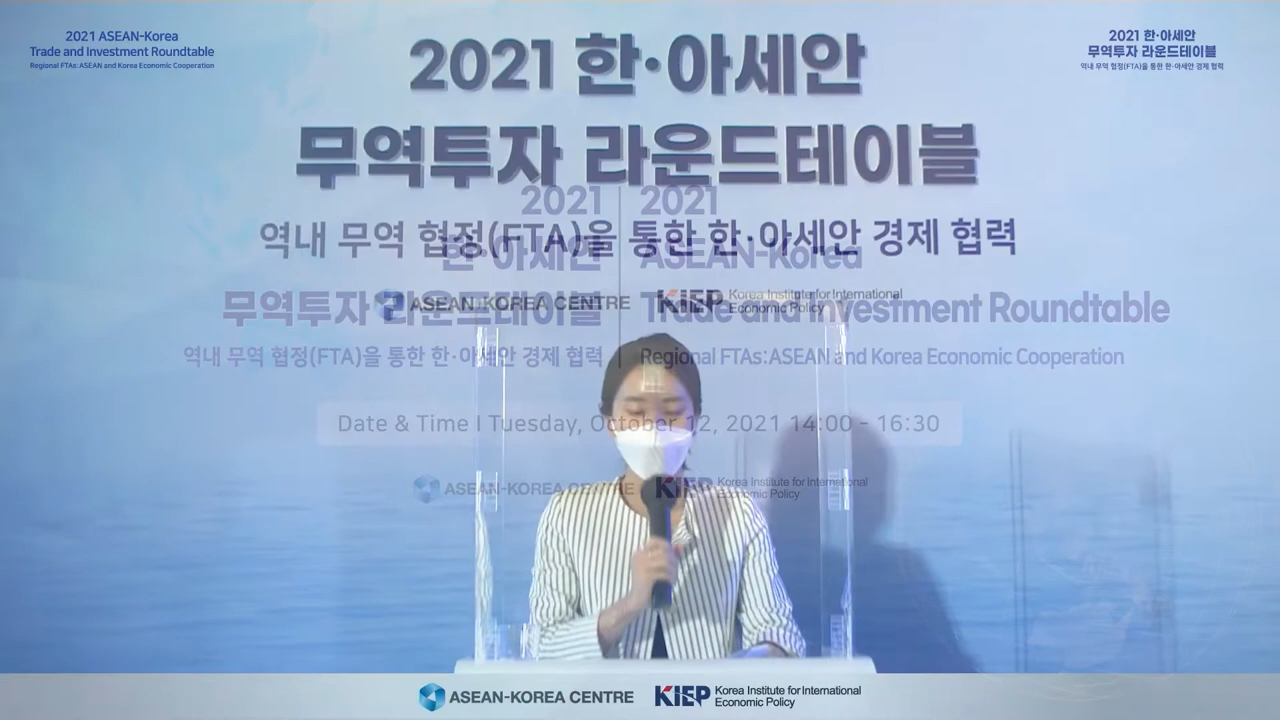 2021 ASEAN-Korea
Trade and Investment Roundtable
Regional FTAs: ASEAN and Korea Economic Cooperation
2021 한·아세안
무역투자 라운드테이블
역내 무역 협정(FTA)을 통한 한·아세안 경제 협력
2021 한·아세안
무역투자 라운드테이블
역내 무역 협정(FTA)을 통한 한·아세안 경제 협력
ASEAN-KOREA CENTRE
KIEP Korea Institute for International
Economic Policy
2021
한·아세안
무역투자 라운드테이블
역내 무역 협정(FTA)을 통한 한·아세안 경제 협력
2021
ASEAN-Korea
Trade and Investment Roundtable
Regional FTAs:ASEAN and Korea Economic Cooperation
Date & Time I Tuesday, October 12, 2021 14:00 - 16:30
ASEAN-KOREA CENTRE
KIEP Korea Institute for International
Economic Policy
ASEAN-KOREA CENTRE
KIEP Korea Institute for International
Economic Policy